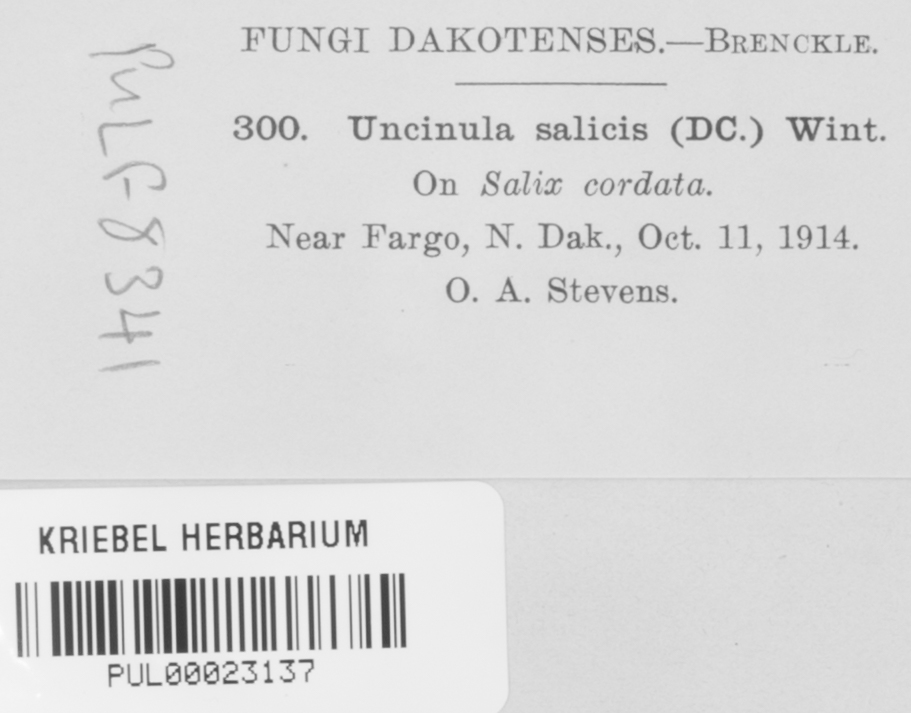 FUNGI DAKOTENSES.—BRENCKLE.
300. Uncinula salicis (DC.) Wint.
On Salix cordata.
Near Fargo, N. Dak., Oct. 11, 1914.
O. A. Stevens.
PUL F8341
KRIEBEL HERBARIUM
PUL00023137